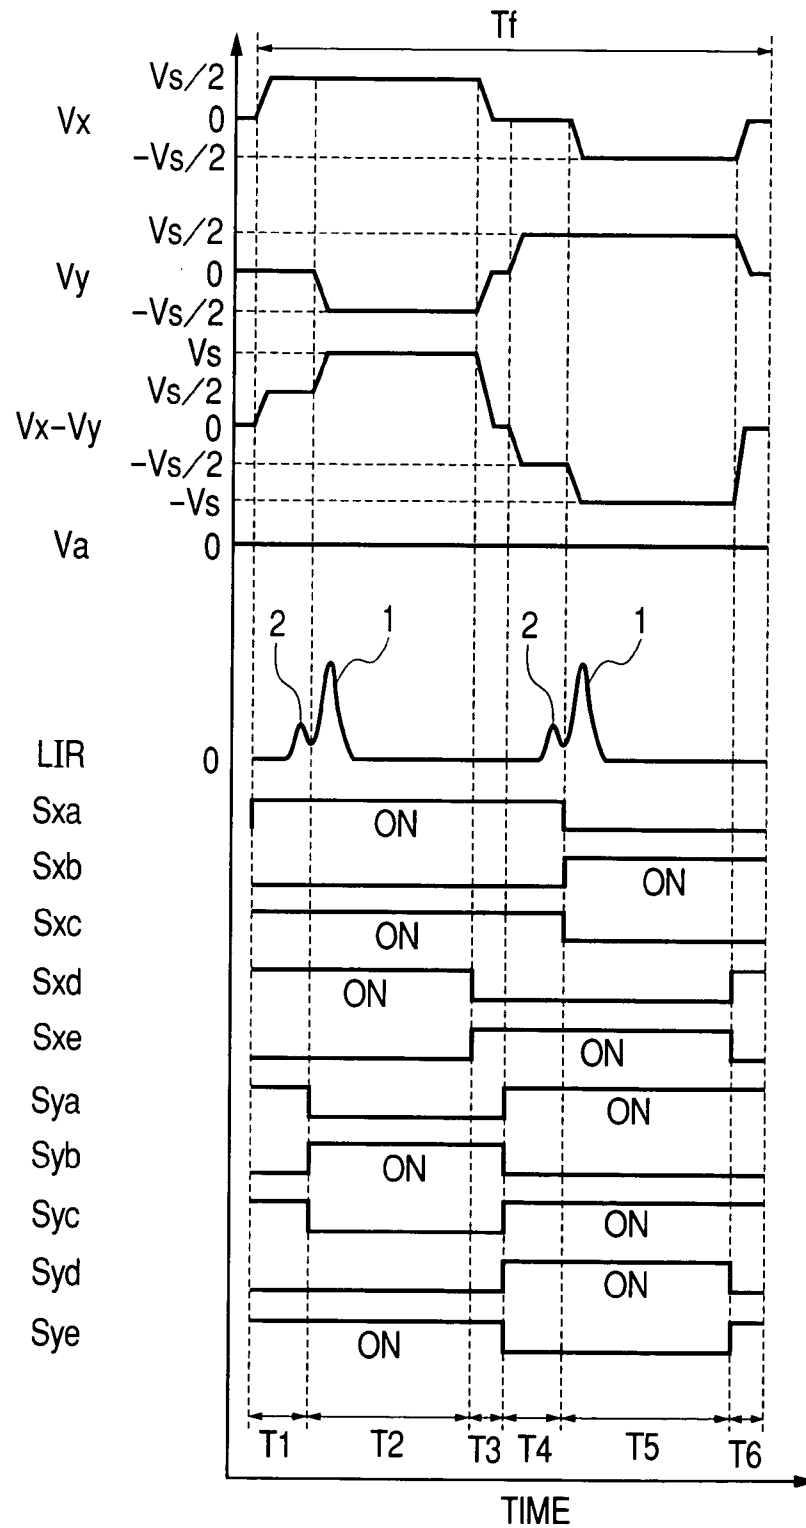 Tf
Vs/2
Vx 0
-Vs/2
Vs/2
Vy 0
-Vs/2
Vs
Vs/2
Vx-Vy 0
-Vs/2
-Vs
Va 0
2 1 2 1
LIR 0
Sxa ON
Sxb ON
Sxc ON
Sxd ON
Sxe ON
Sya ON
Syb ON
Syc ON
Syd ON
Sye ON
T1 T2 T3 T4 T5 T6
TIME